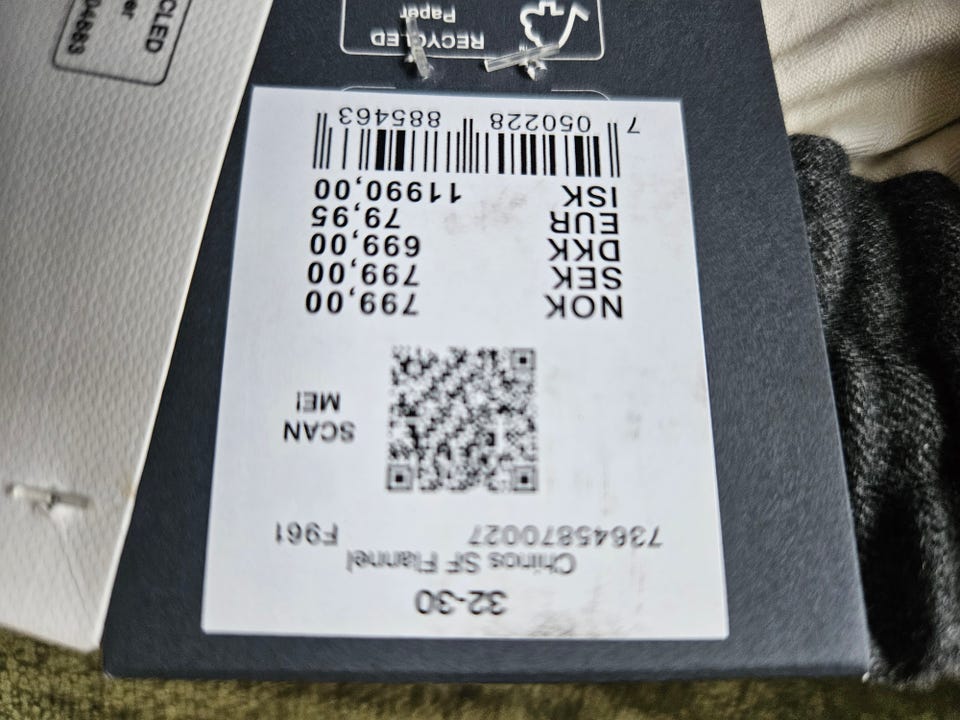 32-30
Chinos SF Flannel
73645870027 F961
SCAN
ME!
NOK 799,00
SEK 799,00
DKK 699,00
EUR 79,95
ISK 11990,00
7 050228 885463
RECYCLED
Paper